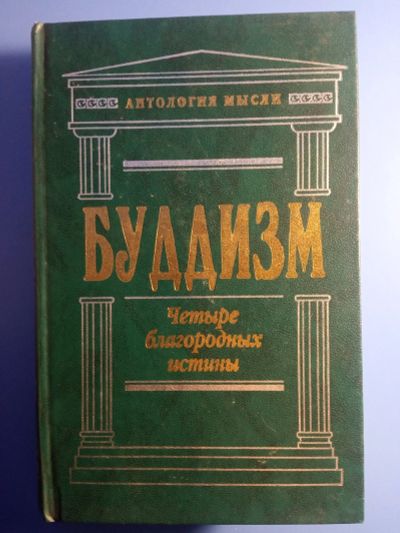 АНТОЛОГИЯ МЫСЛИ
БУДДИЗМ
Четыре
благородных
истины